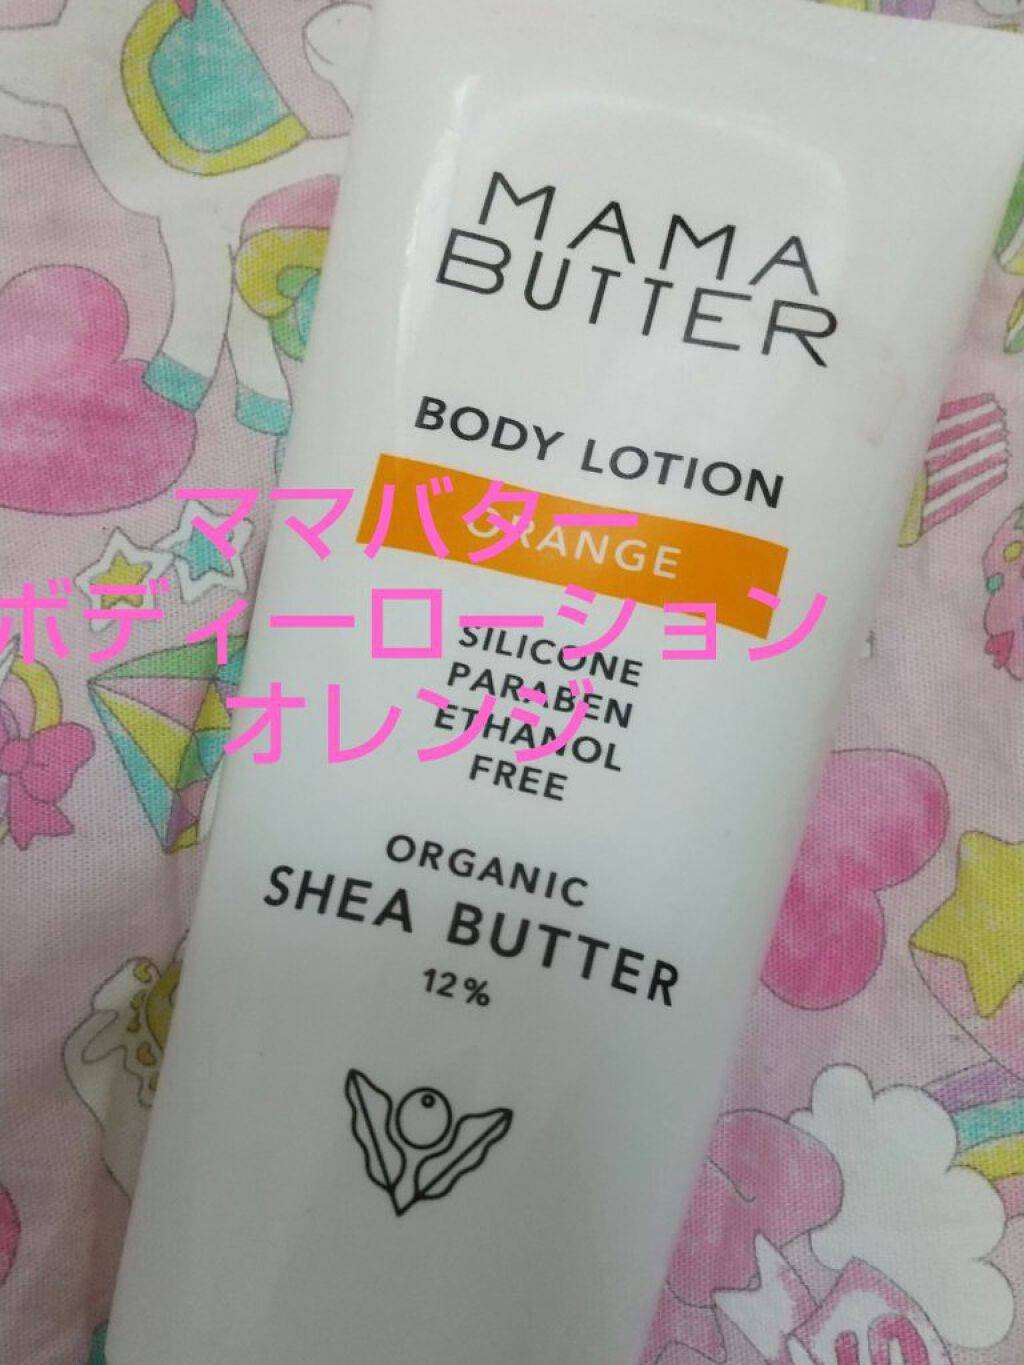 MAMA
BUTTER
BODY LOTION
ORANGE
ママバター
ボディーローション
オレンジ
SILICONE
PARABEN
ETHANOL
FREE
ORGANIC
SHEA BUTTER
12%